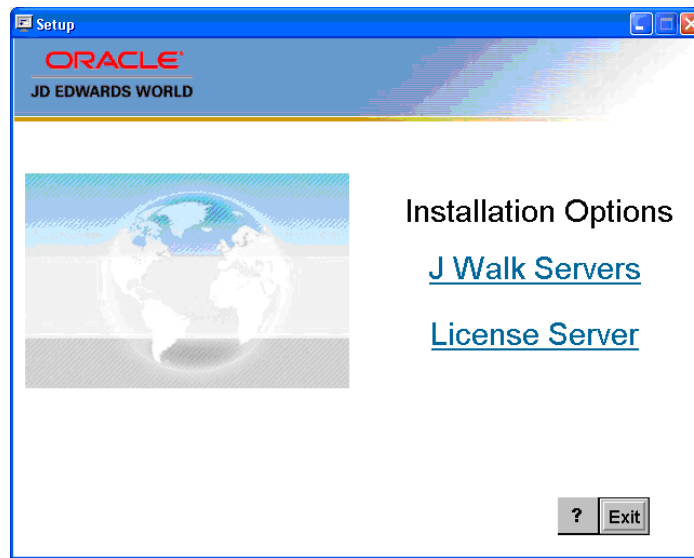 Setup
ORACLE
JD EDWARDS WORLD
Installation Options
J Walk Servers
License Server
? Exit